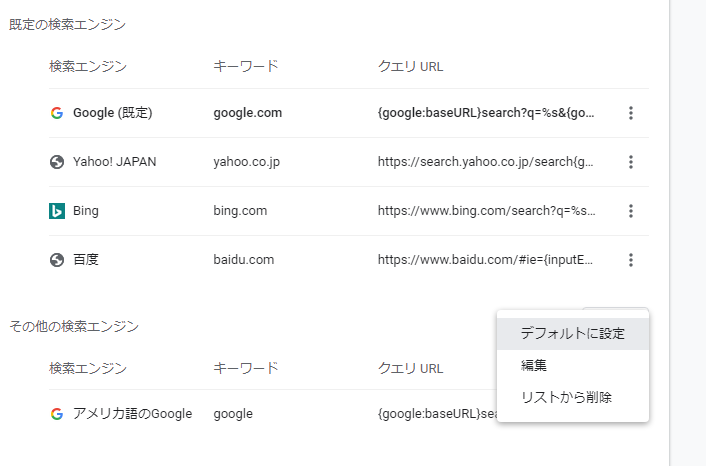 既定の検索エンジン
検索エンジン キーワード クエリ URL
Google (既定) google.com {google:baseURL}search?q=%s&{go...
Yahoo! JAPAN yahoo.co.jp https://search.yahoo.co.jp/search{g...
Bing bing.com https://www.bing.com/search?q=%s...
百度 baidu.com https://www.baidu.com/#ie={inputE...
その他の検索エンジン
デフォルトに設定
検索エンジン キーワード クエリ URL
編集
リストから削除
アメリカ語のGoogle google {google:baseURL}sea